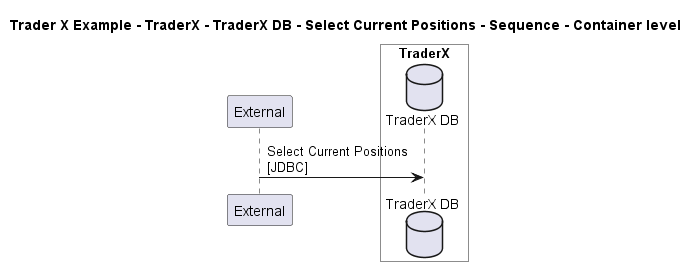 Trader X Example - TraderX - TraderX DB - Select Current Positions - Sequence - Container level
TraderX
External
TraderX DB
Select Current Positions
[JDBC]
External
TraderX DB